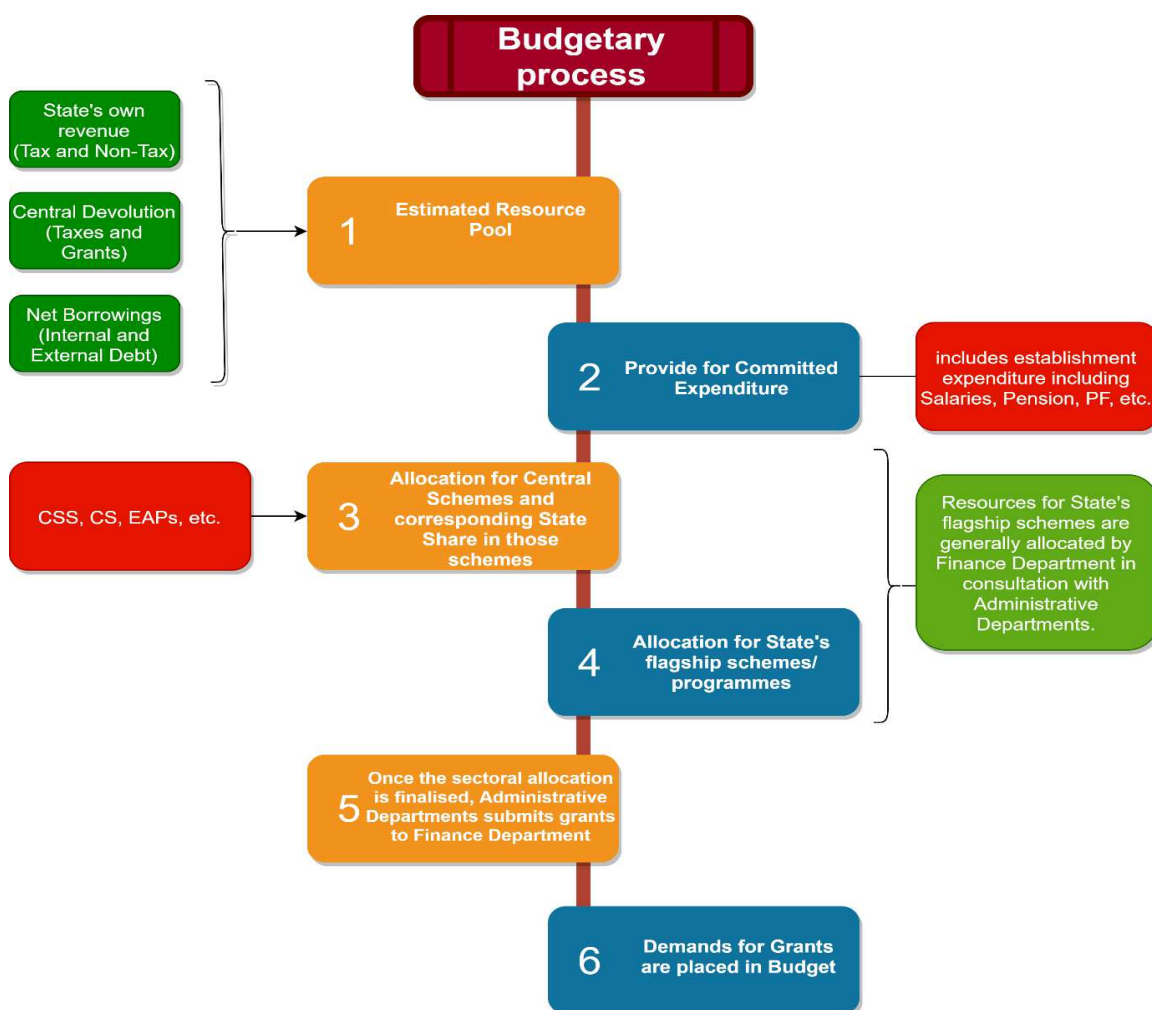 Budgetary
process
State's own
revenue
(Tax and Non-Tax)
Central Devolution
(Taxes and
Grants)
Net Borrowings
(Internal and
External Debt)
1
Estimated Resource
Pool
2
Provide for Committed
Expenditure
includes establishment
expenditure including
Salaries, Pension, PF, etc.
CSS, CS, EAPs, etc.
3
Allocation for Central
Schemes and
corresponding State
Share in those
schemes
Resources for State's
flagship schemes are
generally allocated by
Finance Department in
consultation with
Administrative
Departments.
4
Allocation for State's
flagship schemes/
programmes
5
Once the sectoral allocation
is finalised, Administrative
Departments submits grants
to Finance Department
6
Demands for Grants
are placed in Budget